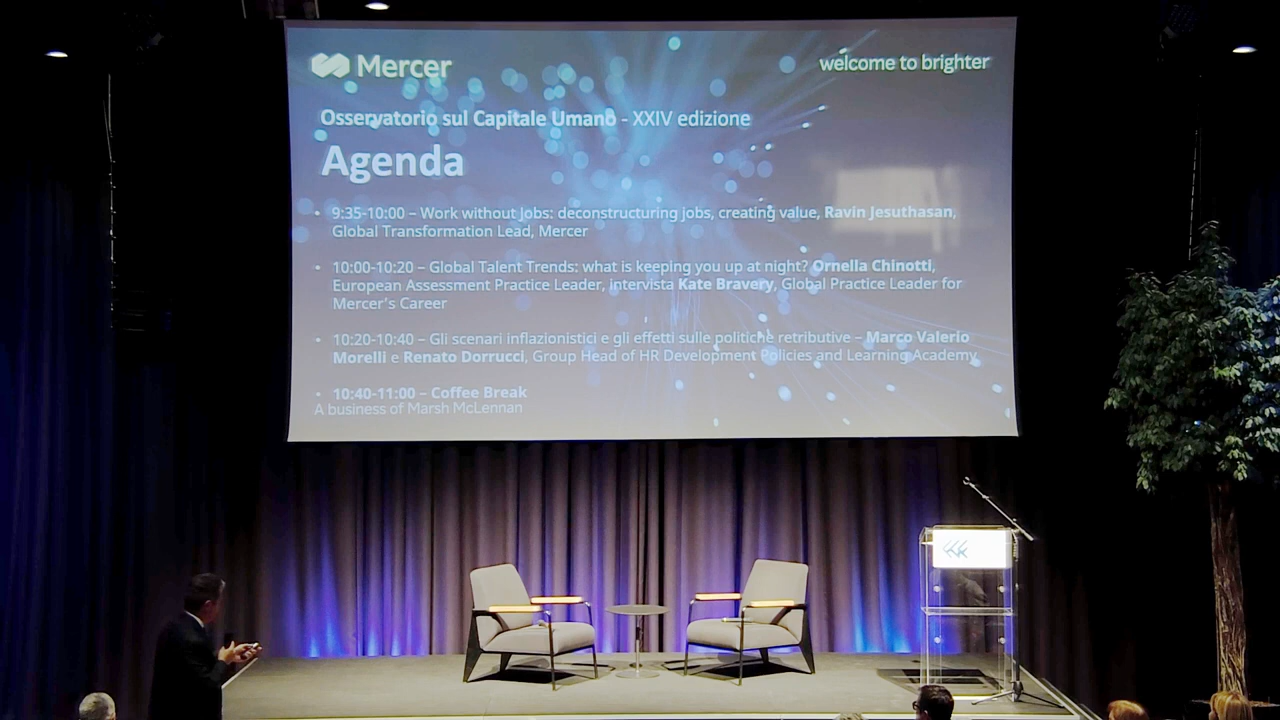 Mercer
welcome to brighter
Osservatorio sul Capitale Umano - XXIV edizione
Agenda
• 9:35-10:00 – Work without Jobs: deconstructing jobs, creating value, Ravin Jesuthasan,
Global Transformation Lead, Mercer
• 10:00-10:20 – Global Talent Trends: what is keeping you up at night? Ornella Chinotti,
European Assessment Practice Leader, intervista Kate Bravery, Global Practice Leader for
Mercer's Career
• 10:20-10:40 – Gli scenari inflazionistici e gli effetti sulle politiche retributive – Marco Valerio
Morelli e Renato Dorrucci, Group Head of HR Development Policies and Learning Academy
• 10:40-11:00 – Coffee Break
A business of Marsh McLennan